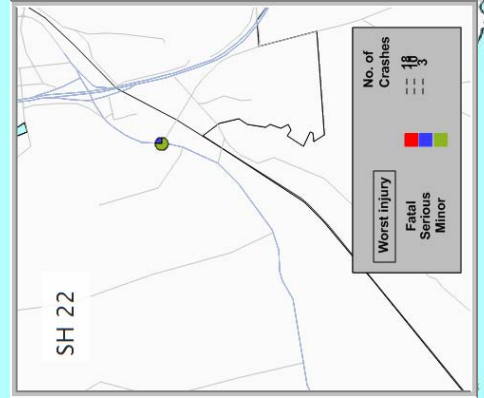 SH 22
Worst injury
No. of
Crashes
Fatal
Serious
Minor
-- 3